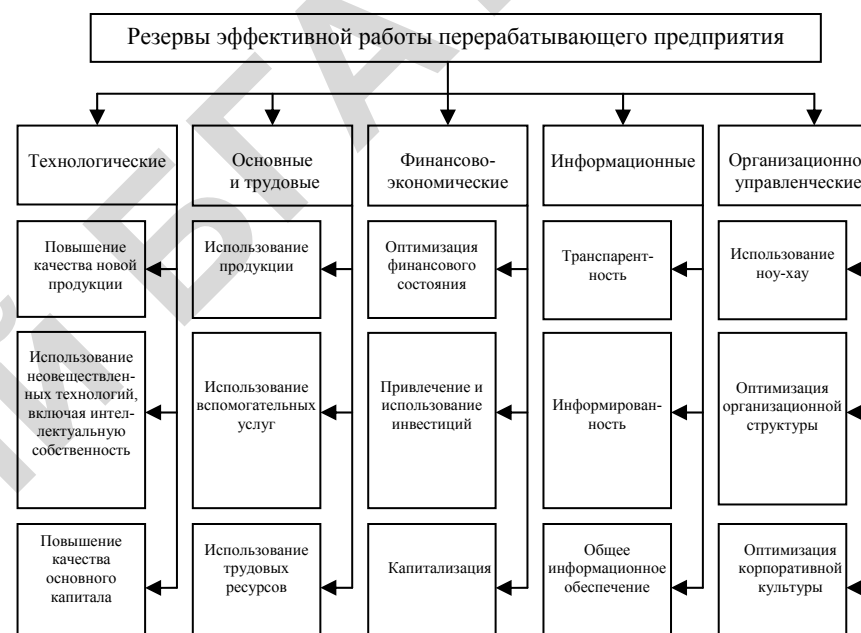 Резервы эффективной работы перерабатывающего предприятия
Технологические
Основные
и трудовые
Финансово-
экономические
Информационные
Организационно
управленческие
Повышение
качества новой
продукции
Использование
продукции
Оптимизация
финансового
состояния
Транспарент-
ность
Использование
ноу-хау
Использование
неовеществлен-
ных технологий,
включая интел-
лектуальную
собственность
Использование
вспомогательных
услуг
Привлечение и
использование
инвестиций
Информирован-
ность
Оптимизация
организационной
структуры
Повышение
качества
основного
капитала
Использование
трудовых
ресурсов
Капитализация
Общее
информационное
обеспечение
Оптимизация
корпоративной
культуры
ИЙ БГА